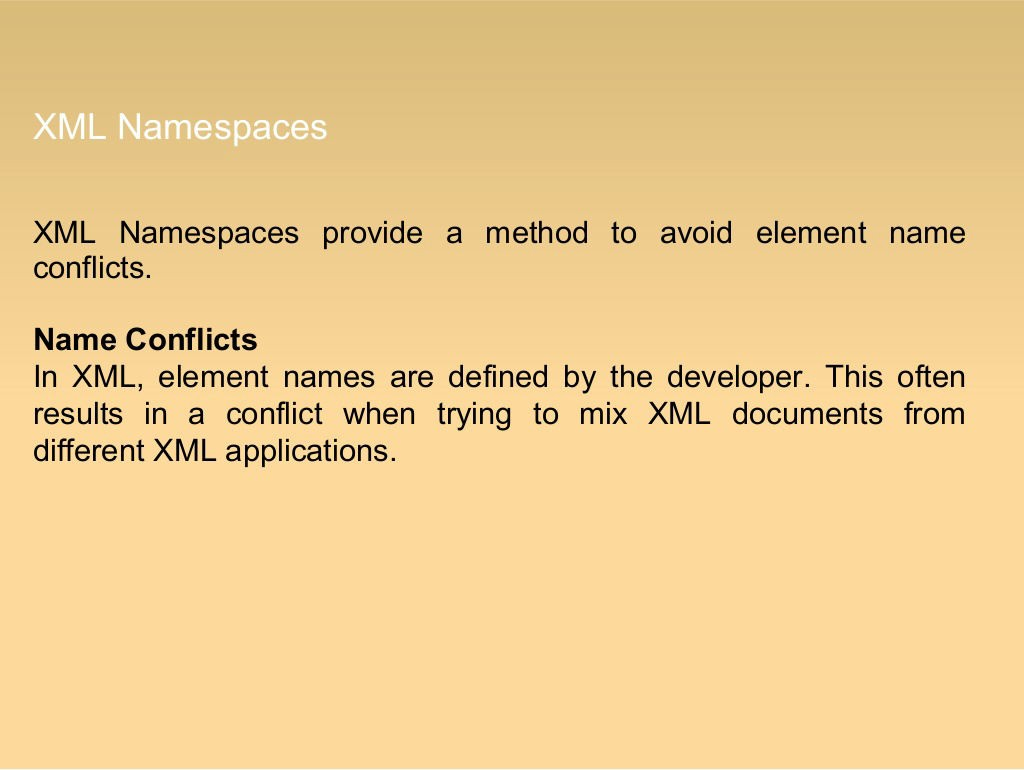 XML Namespaces
XML Namespaces provide a method to avoid element name
conflicts.
Name Conflicts
In XML, element names are defined by the developer. This often
results in a conflict when trying to mix XML documents from
different XML applications.